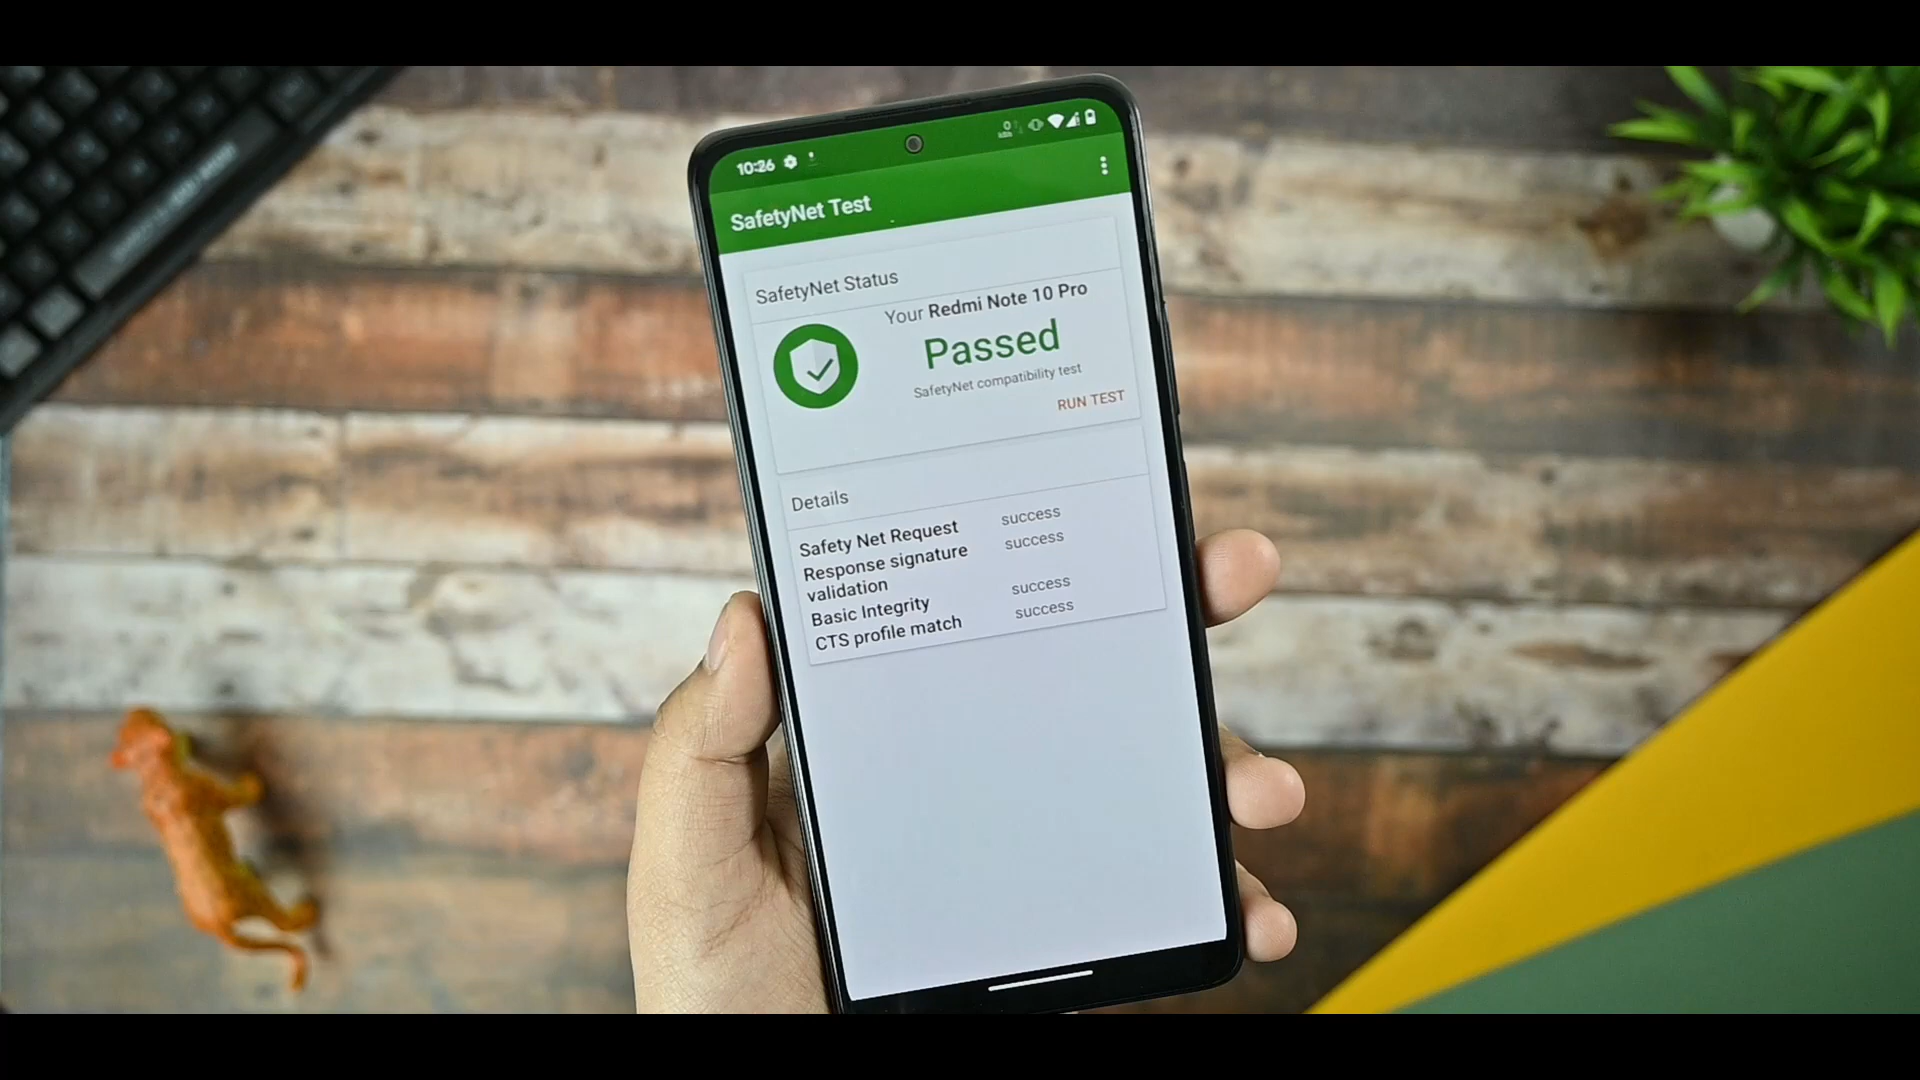 10:26
SafetyNet Test
SafetyNet Status
Your Redmi Note 10 Pro
Passed
SafetyNet compatibility test
RUN TEST
Details
Safety Net Request success
Response signature success
validation
Basic Integrity success
CTS profile match success